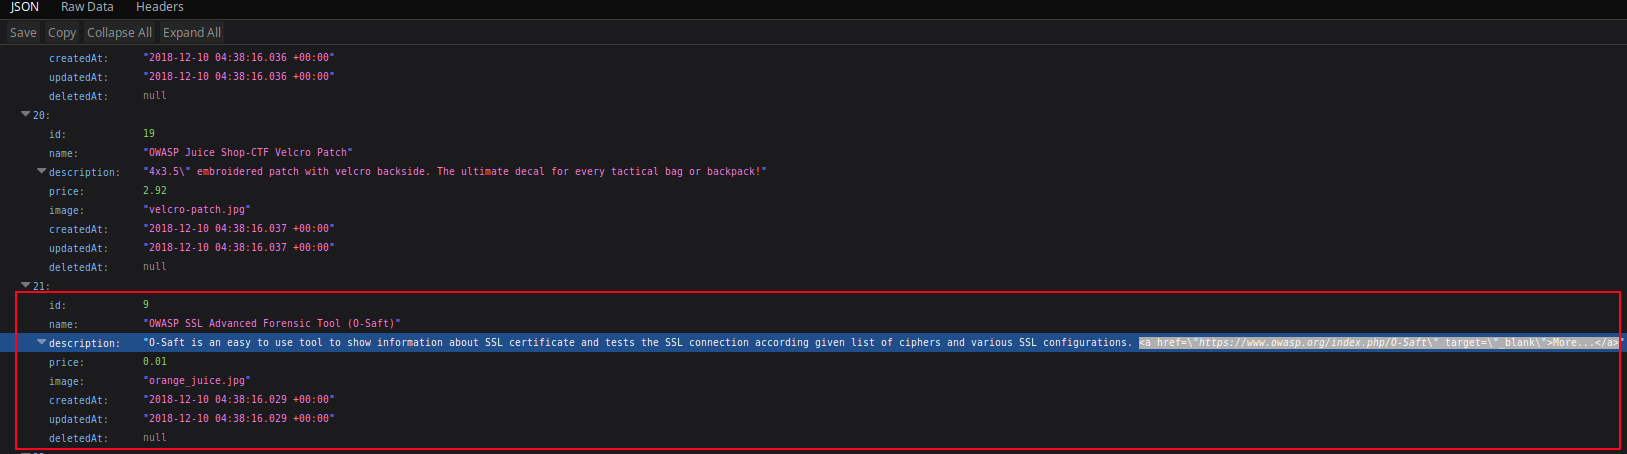 JSON Raw Data Headers
Save Copy Collapse All Expand All
createdAt: "2018-12-10 04:38:16.036 +00:00"
updatedAt: "2018-12-10 04:38:16.036 +00:00"
deletedAt: null
20:
id: 19
name: "OWASP Juice Shop-CTF Velcro Patch"
description: "4x3.5\" embroidered patch with velcro backside. The ultimate decal for every tactical bag or backpack!"
price: 2.92
image: "velcro-patch.jpg"
createdAt: "2018-12-10 04:38:16.037 +00:00"
updatedAt: "2018-12-10 04:38:16.037 +00:00"
deletedAt: null
21:
id: 9
name: "OWASP SSL Advanced Forensic Tool (O-Saft)"
description: "O-Saft is an easy to use tool to show information about SSL certificate and tests the SSL connection according given list of ciphers and various SSL configurations. <a href=\"https://www.owasp.org/index.php/O-Saft\" target=\"_blank\">More...</a>"
price: 0.01
image: "orange_juice.jpg"
createdAt: "2018-12-10 04:38:16.029 +00:00"
updatedAt: "2018-12-10 04:38:16.029 +00:00"
deletedAt: null